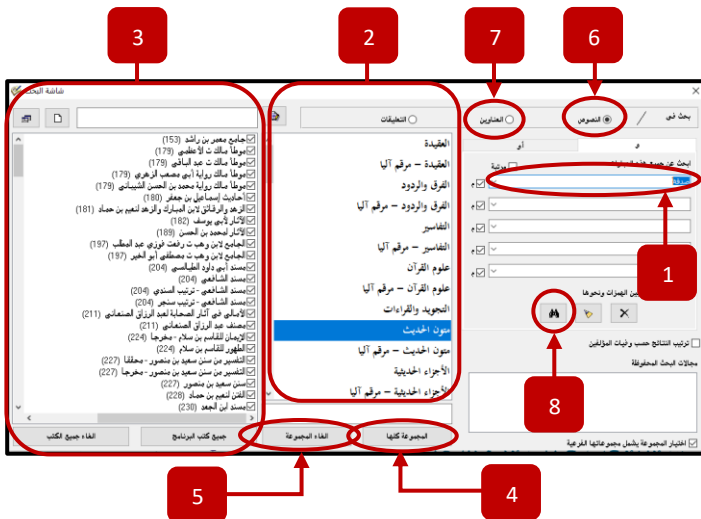 3
2
7
6
شاشة البحث
بحث في
النصوص
العناوين
التعليقات
و
أو
ابحث عن جميع هذه
مرتبة
م
م
م
م
الهمزات ونحوها
ترتيب النتائج حسب وفيات المؤلفين
مجالات البحث المحفوظة
اختيار المجموعة يشمل مجموعاتها الفرعية
العقيدة
العقيدة – مرقم آليا
الفرق والردود
الفرق والردود – مرقم آليا
التفاسير
التفاسير – مرقم آليا
علوم القرآن
علوم القرآن – مرقم آليا
التجويد والقراءات
متون الحديث
متون الحديث – مرقم آليا
الأجزاء الحديثية
الأجزاء الحديثية – مرقم آليا
المجموعة كلها
الغاء المجموعة
جامع معمر بن راشد (153)
موطأ مالك ت الأعظمي (179)
موطأ مالك ت عبد الباقي (179)
موطأ مالك رواية أبي مصعب الزهري (179)
موطأ مالك رواية محمد بن الحسن الشيباني (179)
أحاديث إسماعيل بن جعفر (180)
الزهد والرقائق لابن المبارك والزهد لنعيم بن حماد (181)
الآثار لأبي يوسف (182)
الآثار لمحمد بن الحسن (189)
الجامع لابن وهب ت رفعت فوزي عبد المطلب (197)
الجامع لابن وهب ت مصطفى أبو الخير (197)
مسند أبي داود الطيالسي (204)
مسند الشافعي (204)
مسند الشافعي - ترتيب السندي (204)
مسند الشافعي - ترتيب سنجر (204)
الأمالي في آثار الصحابة لعبد الرزاق الصنعاني (211)
مصنف عبد الرزاق الصنعاني (211)
الإيمان للقاسم بن سلام - مخرجا (224)
الطهور للقاسم بن سلام (224)
التفسير من سنن سعيد بن منصور - محققا (227)
التفسير من سنن سعيد بن منصور - مخرجا (227)
سنن سعيد بن منصور (227)
الفتن لنعيم بن حماد (228)
مسند ابن الجعد (230)
جميع كتب البرنامج
الغاء جميع الكتب
1
8
5
4